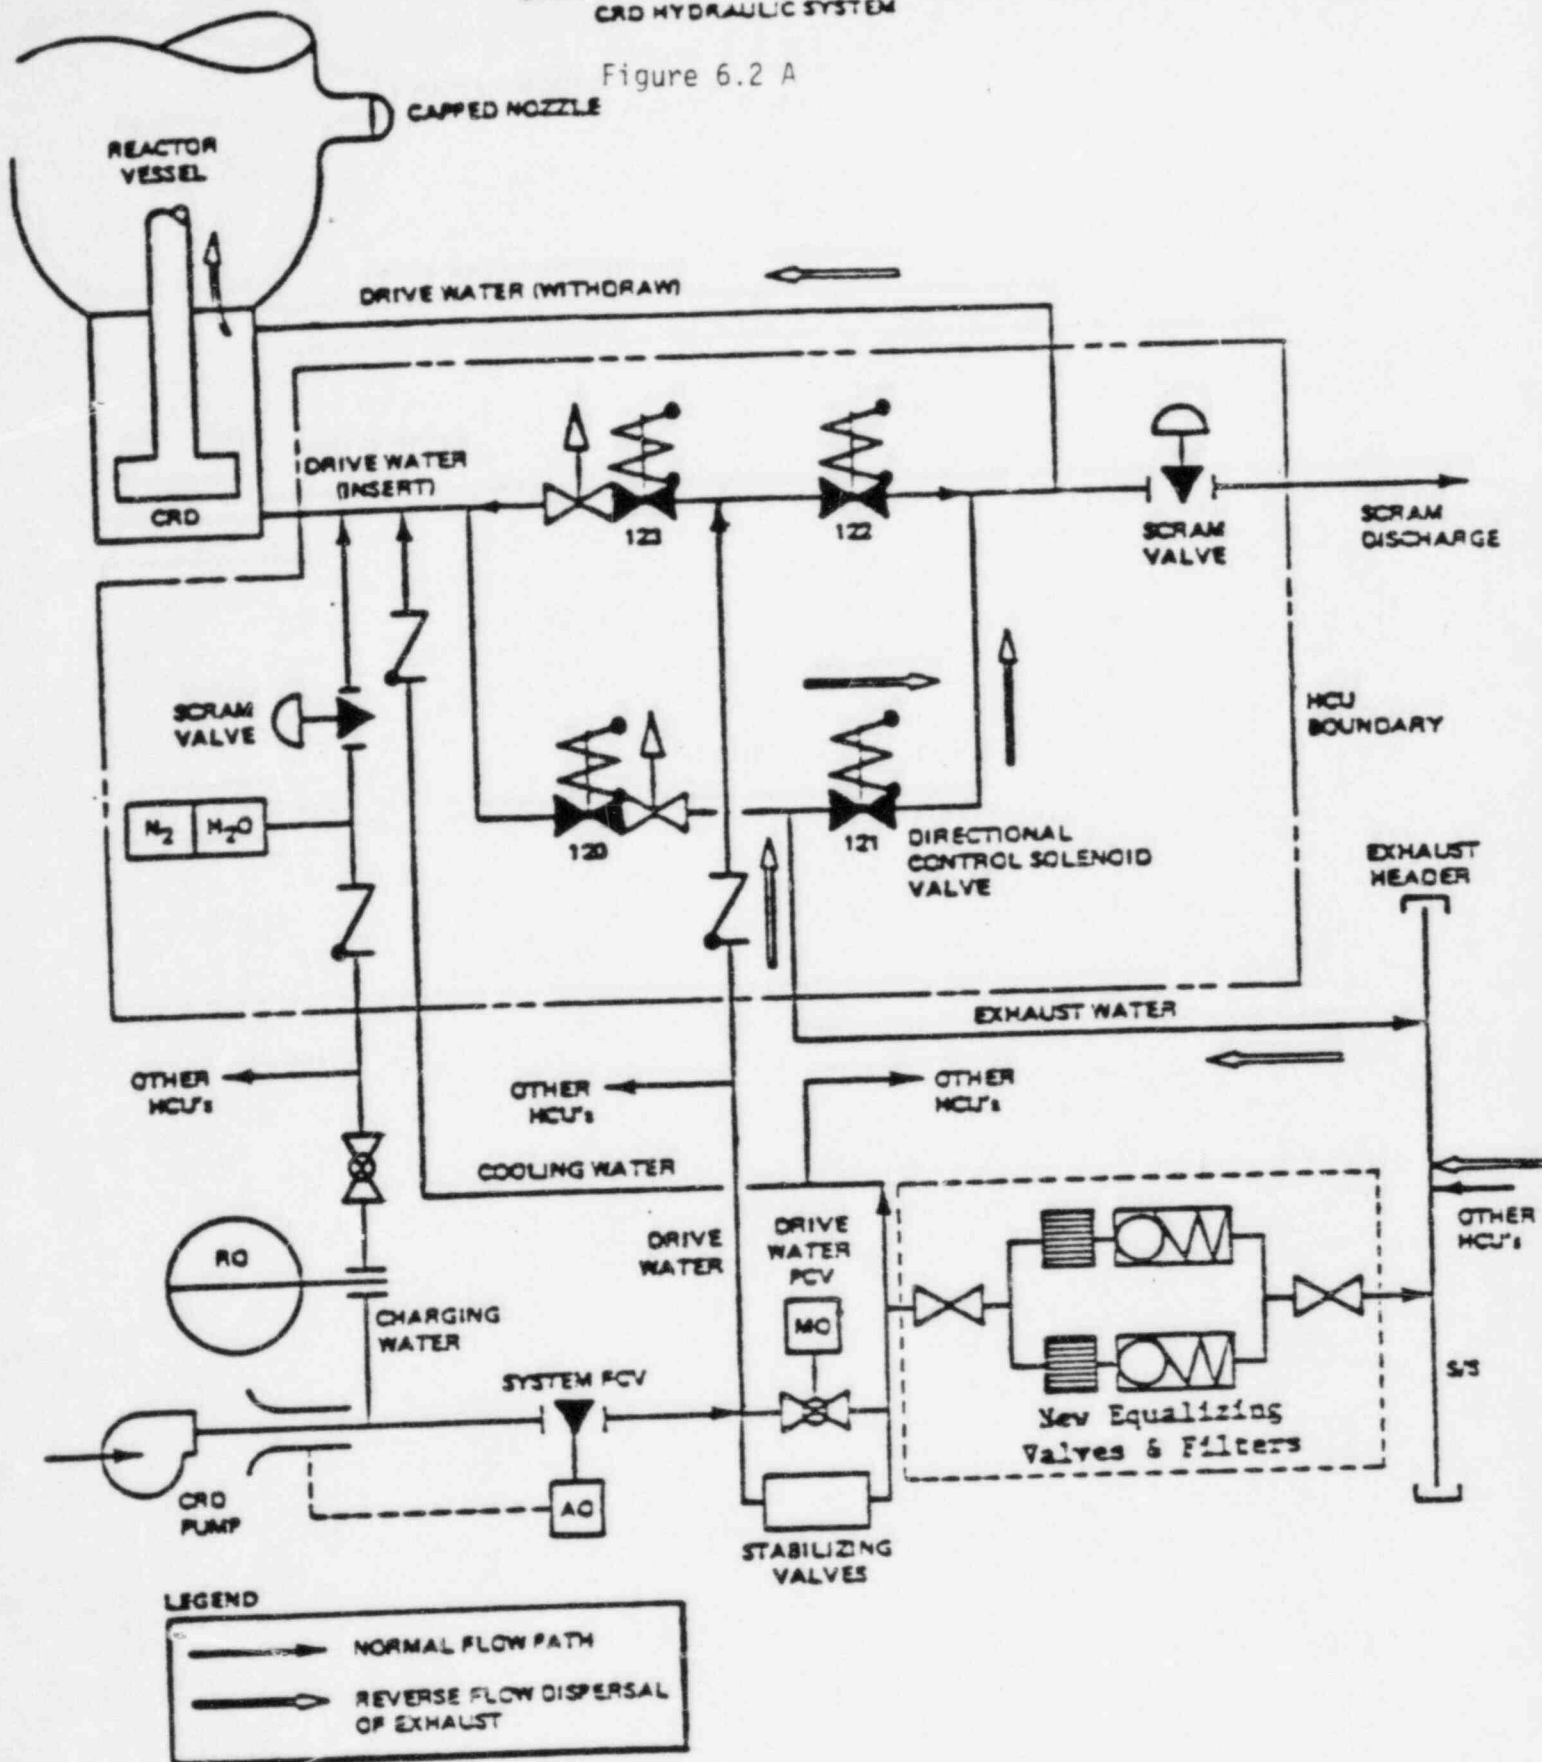 CRD HYDRAULIC SYSTEM
Figure 6.2 A
CAPPED NOZZLE
REACTOR
VESSEL
DRIVE WATER (WITHDRAW)
DRIVE WATER
(INSERT)
CRD
123
122
SCRAM
VALVE
SCRAM
DISCHARGE
SCRAM
VALVE
HCU
BOUNDARY
N2
H2O
120
121
DIRECTIONAL
CONTROL SOLENOID
VALVE
EXHAUST
HEADER
EXHAUST WATER
OTHER
HCU's
OTHER
HCU's
OTHER
HCU's
COOLING WATER
DRIVE
WATER
DRIVE
WATER
PCV
OTHER
HCU's
RO
MO
CHARGING
WATER
SYSTEM FCV
S/S
New Equalizing
Valves & Filters
CRD
PUMP
AO
STABILIZING
VALVES
LEGEND
NORMAL FLOW PATH
REVERSE FLOW DISPERSAL
OF EXHAUST